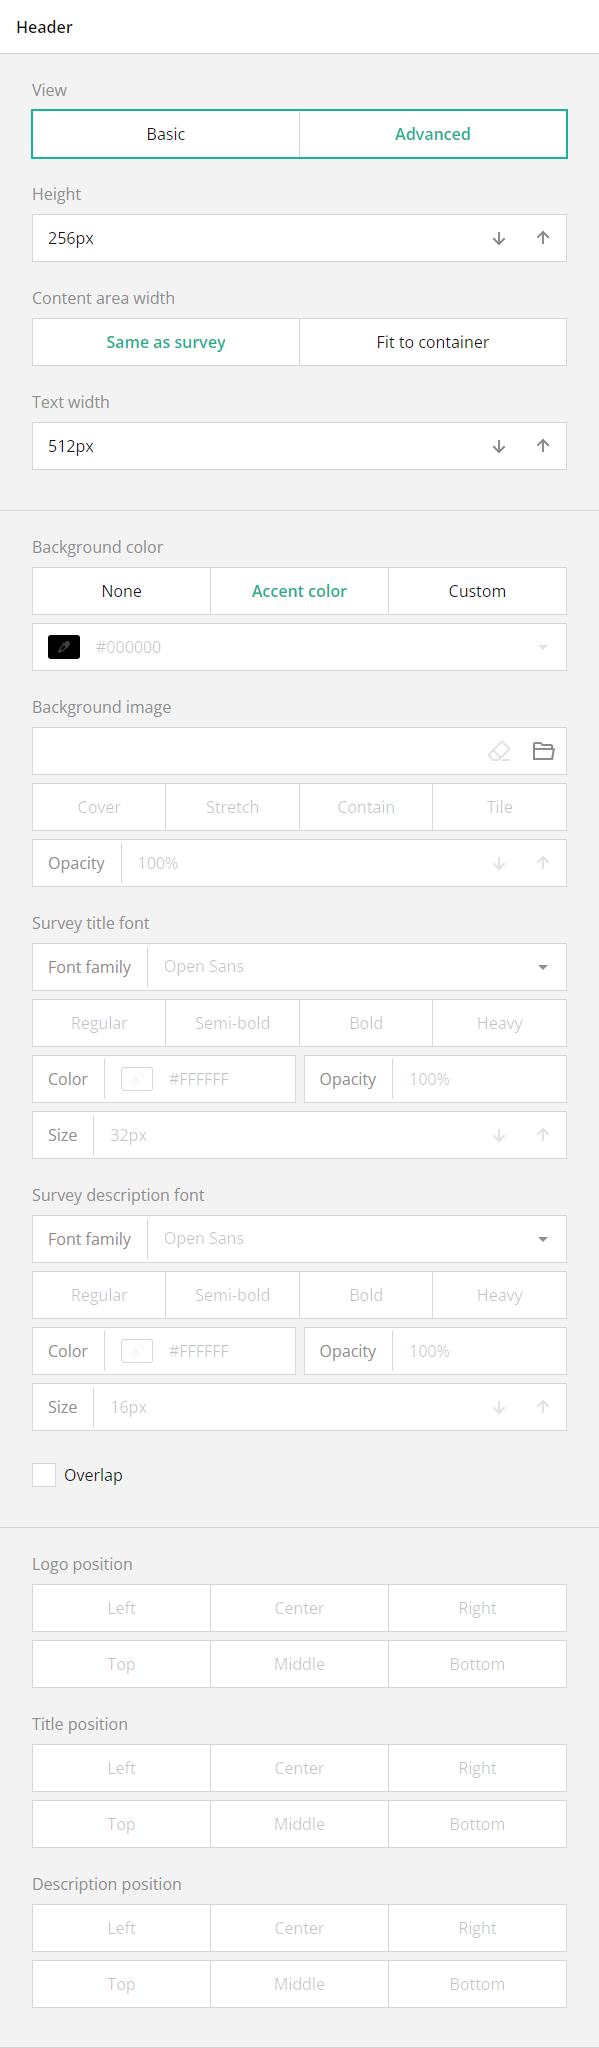 Header
View
Basic Advanced
Height
256px
Content area width
Same as survey Fit to container
Text width
512px
Background color
None Accent color Custom
#000000
Background image
Cover Stretch Contain Tile
Opacity 100%
Survey title font
Font family Open Sans
Regular Semi-bold Bold Heavy
Color #FFFFFF Opacity 100%
Size 32px
Survey description font
Font family Open Sans
Regular Semi-bold Bold Heavy
Color #FFFFFF Opacity 100%
Size 16px
Overlap
Logo position
Left Center Right
Top Middle Bottom
Title position
Left Center Right
Top Middle Bottom
Description position
Left Center Right
Top Middle Bottom